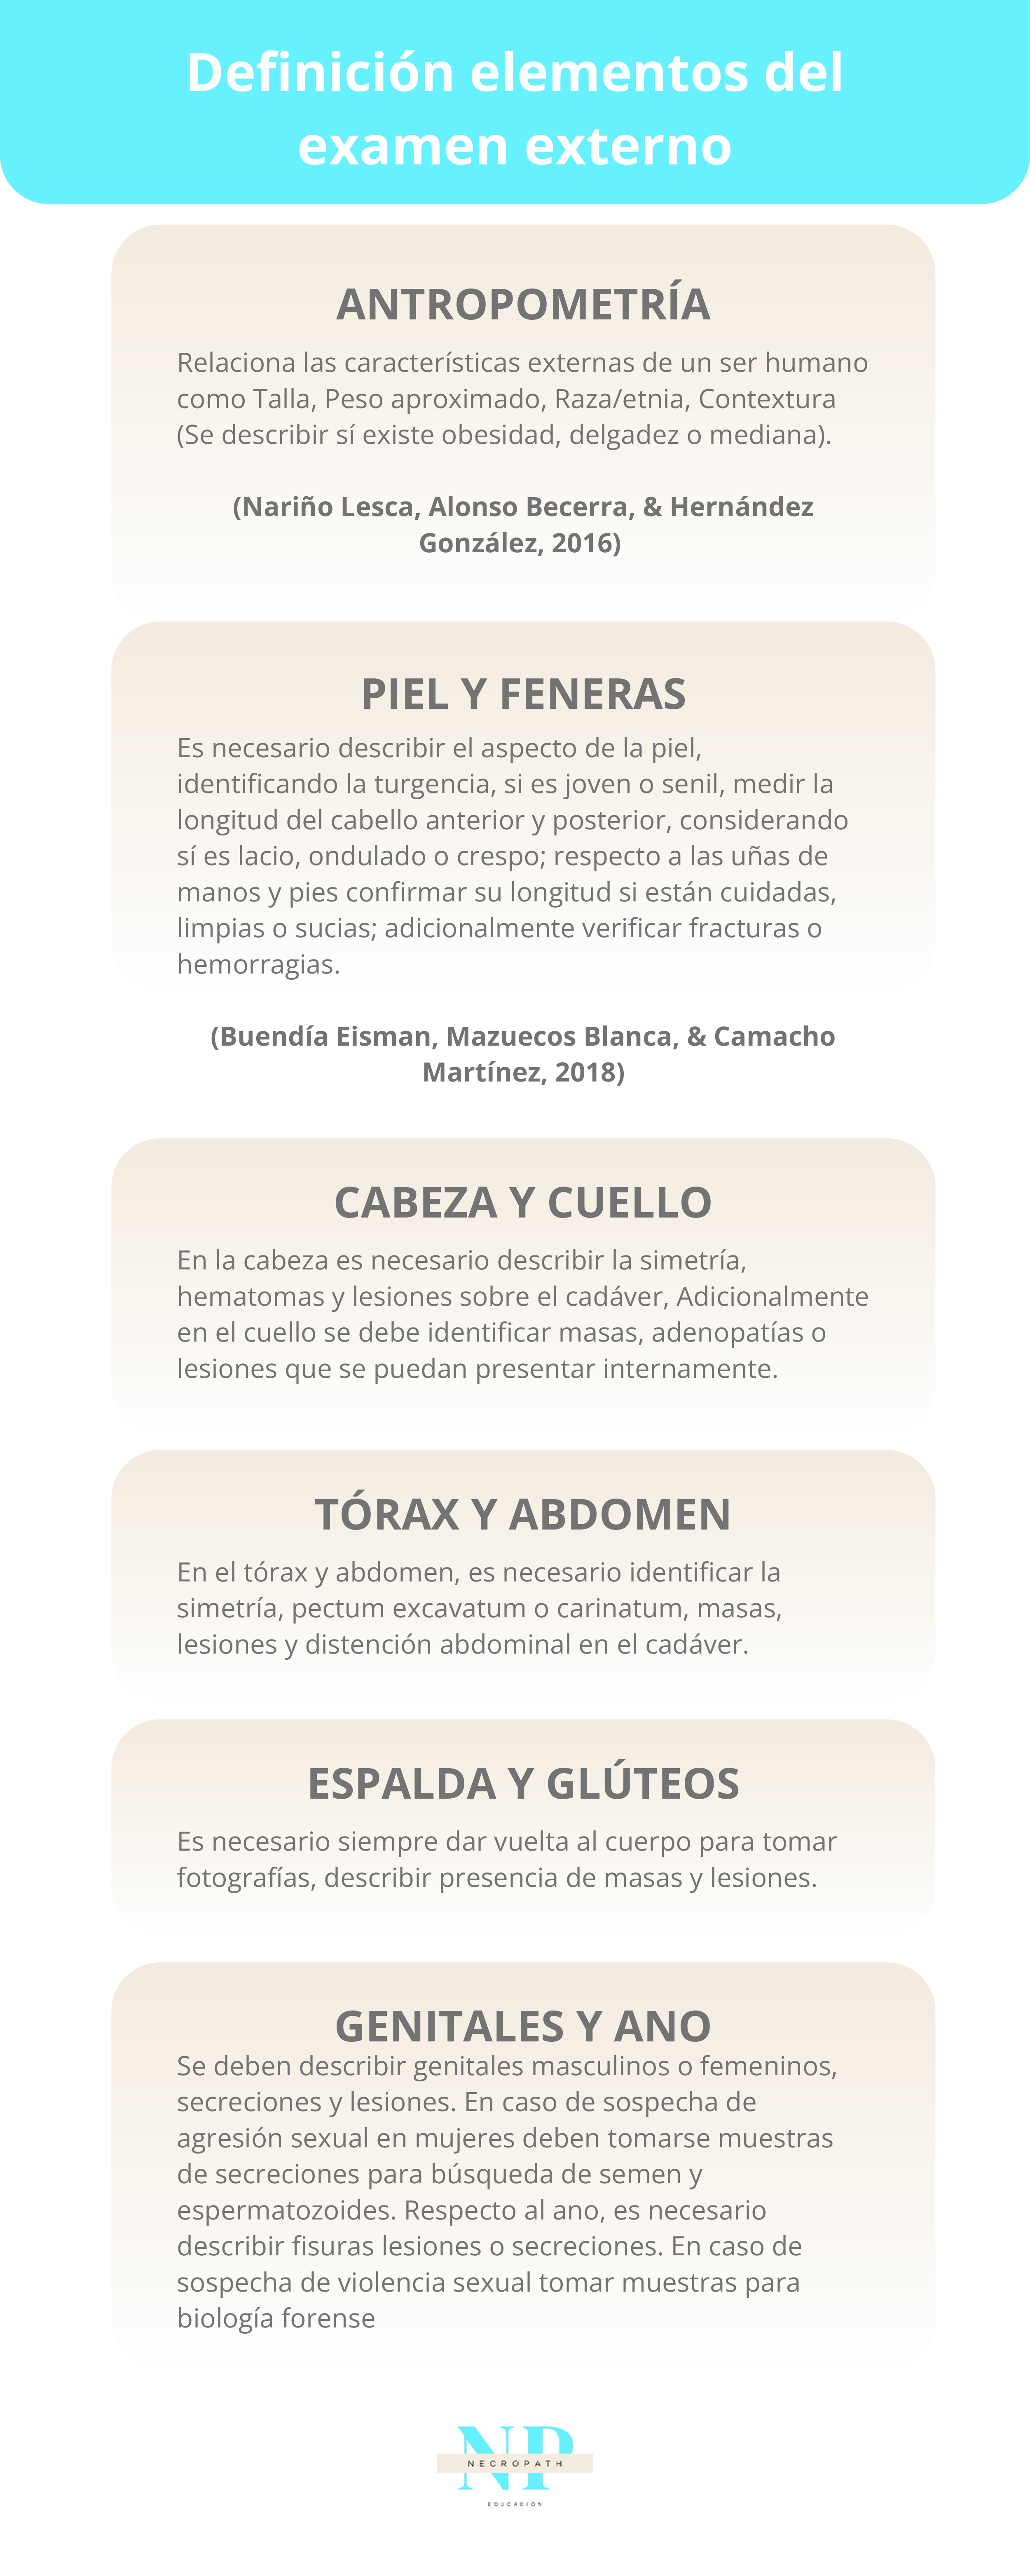 Definición elementos del
examen externo
ANTROPOMETRÍA
Relaciona las características externas de un ser humano
como Talla, Peso aproximado, Raza/etnia, Contextura
(Se describir sí existe obesidad, delgadez o mediana).
(Nariño Lesca, Alonso Becerra, & Hernández
González, 2016)
PIEL Y FENERAS
Es necesario describir el aspecto de la piel,
identificando la turgencia, si es joven o senil, medir la
longitud del cabello anterior y posterior, considerando
sí es lacio, ondulado o crespo; respecto a las uñas de
manos y pies confirmar su longitud si están cuidadas,
limpias o sucias; adicionalmente verificar fracturas o
hemorragias.
(Buendía Eisman, Mazuecos Blanca, & Camacho
Martínez, 2018)
CABEZA Y CUELLO
En la cabeza es necesario describir la simetría,
hematomas y lesiones sobre el cadáver, Adicionalmente
en el cuello se debe identificar masas, adenopatías o
lesiones que se puedan presentar internamente.
TÓRAX Y ABDOMEN
En el tórax y abdomen, es necesario identificar la
simetría, pectum excavatum o carinatum, masas,
lesiones y distención abdominal en el cadáver.
ESPALDA Y GLÚTEOS
Es necesario siempre dar vuelta al cuerpo para tomar
fotografías, describir presencia de masas y lesiones.
GENITALES Y ANO
Se deben describir genitales masculinos o femeninos,
secreciones y lesiones. En caso de sospecha de
agresión sexual en mujeres deben tomarse muestras
de secreciones para búsqueda de semen y
espermatozoides. Respecto al ano, es necesario
describir fisuras lesiones o secreciones. En caso de
sospecha de violencia sexual tomar muestras para
biología forense
NP
NECROPATH
EDUCACIÓN